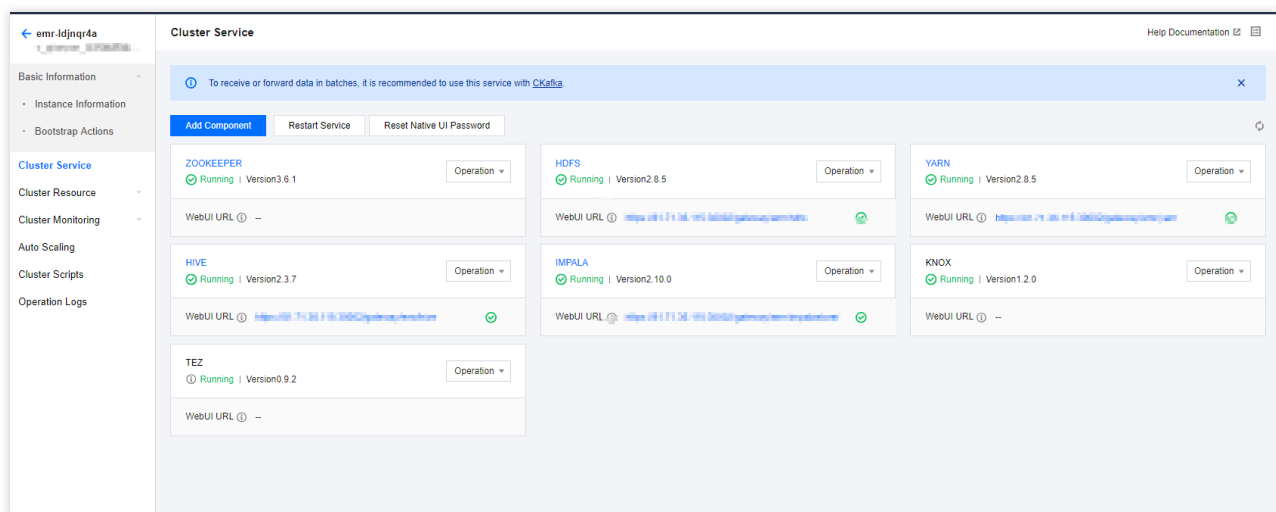 emr-ldjnqr4a
Cluster Service
Help Documentation
Basic Information
Instance Information
Bootstrap Actions
Cluster Service
Cluster Resource
Cluster Monitoring
Auto Scaling
Cluster Scripts
Operation Logs
To receive or forward data in batches, it is recommended to use this service with CKafka.
Add Component Restart Service Reset Native UI Password
ZOOKEEPER
Running | Version3.6.1
Operation
WebUI URL --
HDFS
Running | Version2.8.5
Operation
WebUI URL
YARN
Running | Version2.8.5
Operation
WebUI URL
HIVE
Running | Version2.3.7
Operation
WebUI URL
IMPALA
Running | Version2.10.0
Operation
WebUI URL
KNOX
Running | Version1.2.0
Operation
WebUI URL --
TEZ
Running | Version0.9.2
Operation
WebUI URL --